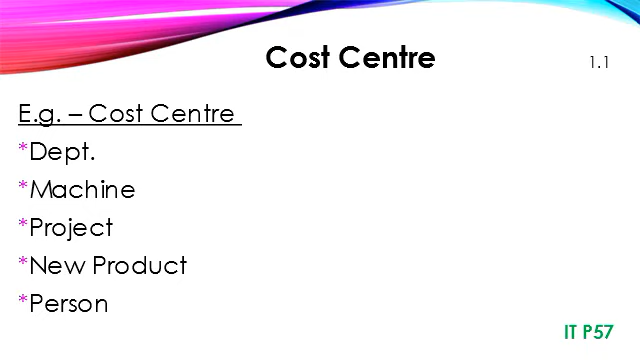 Cost Centre
1.1
E.g. – Cost Centre
*Dept.
*Machine
*Project
*New Product
*Person
IT P57